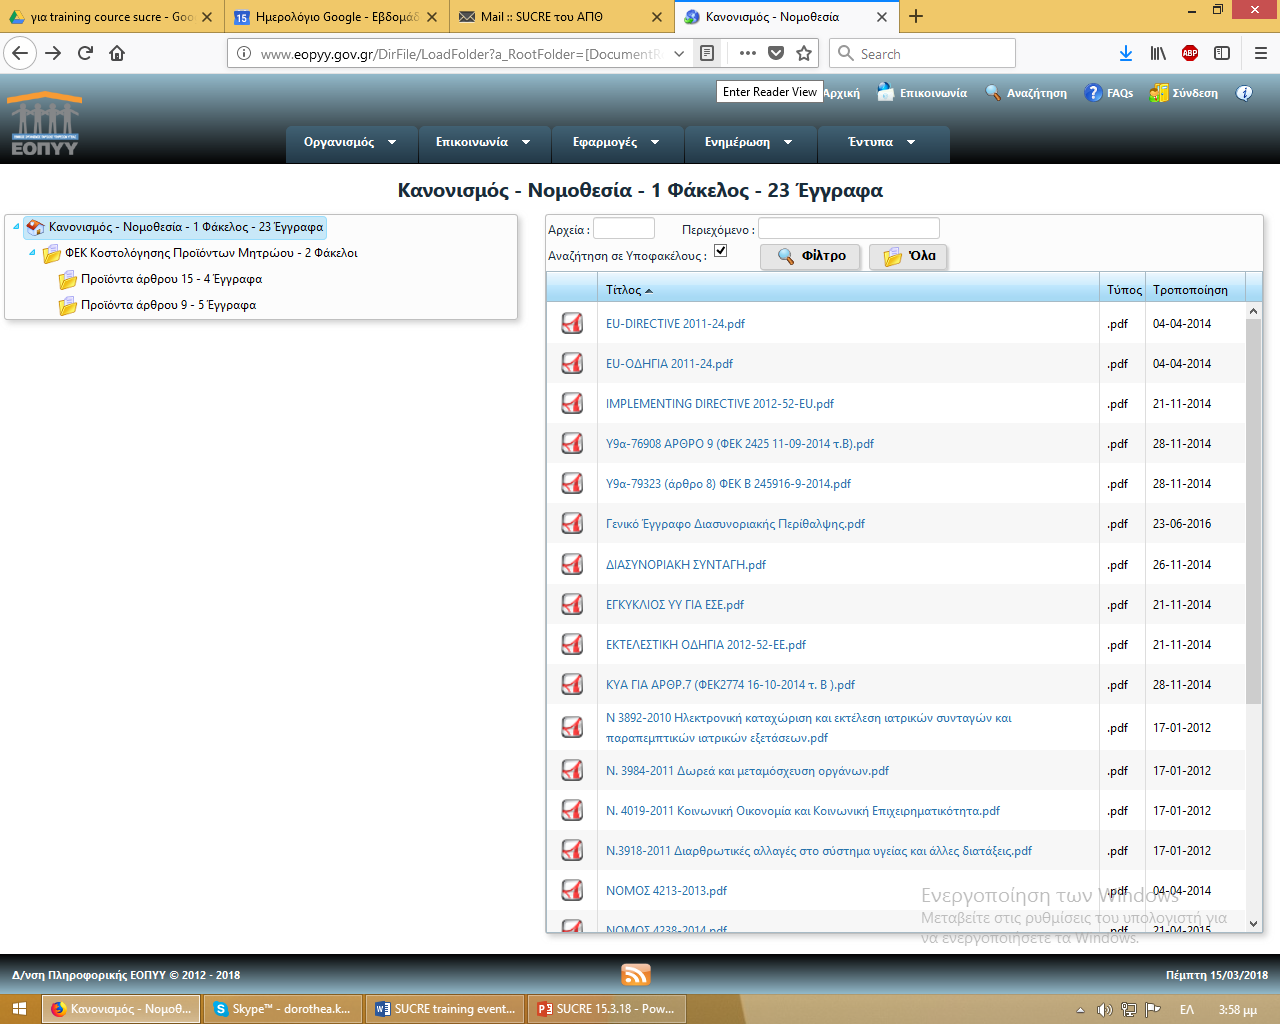 για training cource sucre - Goo
Ημερολόγιο Google - Εβδομάδ
Mail :: SUCRE του ΑΠΘ
Κανονισμός - Νομοθεσία
www.eopyy.gov.gr/DirFile/LoadFolder?a_RootFolder=[DocumentR
Search
Enter Reader View
Αρχική
Επικοινωνία
Αναζήτηση
FAQs
Σύνδεση
ΕΟΠΥΥ
Οργανισμός
Επικοινωνία
Εφαρμογές
Ενημέρωση
Έντυπα
Κανονισμός - Νομοθεσία - 1 Φάκελος - 23 Έγγραφα
Κανονισμός - Νομοθεσία - 1 Φάκελος - 23 Έγγραφα
ΦΕΚ Κοστολόγησης Προϊόντων Μητρώου - 2 Φάκελοι
Προϊόντα άρθρου 15 - 4 Έγγραφα
Προϊόντα άρθρου 9 - 5 Έγγραφα
Αρχεία : Περιεχόμενο :
Αναζήτηση σε Υποφακέλους : Φίλτρο Όλα
Τίτλος Τύπος Τροποποίηση
EU-DIRECTIVE 2011-24.pdf .pdf 04-04-2014
EU-ΟΔΗΓΙΑ 2011-24.pdf .pdf 04-04-2014
IMPLEMENTING DIRECTIVE 2012-52-EU.pdf .pdf 21-11-2014
Υ9α-76908 ΑΡΘΡΟ 9 (ΦΕΚ 2425 11-09-2014 τ.Β).pdf .pdf 28-11-2014
Υ9α-79323 (άρθρο 8) ΦΕΚ Β 245916-9-2014.pdf .pdf 28-11-2014
Γενικό Έγγραφο Διασυνοριακής Περίθαλψης.pdf .pdf 23-06-2016
ΔΙΑΣΥΝΟΡΙΑΚΗ ΣΥΝΤΑΓΗ.pdf .pdf 26-11-2014
ΕΓΚΥΚΛΙΟΣ ΥΥ ΓΙΑ ΕΣΕ.pdf .pdf 21-11-2014
ΕΚΤΕΛΕΣΤΙΚΗ ΟΔΗΓΙΑ 2012-52-ΕΕ.pdf .pdf 21-11-2014
ΚΥΑ ΓΙΑ ΑΡΘΡ.7 (ΦΕΚ2774 16-10-2014 τ. Β ).pdf .pdf 28-11-2014
Ν 3892-2010 Ηλεκτρονική καταχώριση και εκτέλεση ιατρικών συνταγών και
παραπεμπτικών ιατρικών εξετάσεων.pdf .pdf 17-01-2012
Ν. 3984-2011 Δωρεά και μεταμόσχευση οργάνων.pdf .pdf 17-01-2012
Ν. 4019-2011 Κοινωνική Οικονομία και Κοινωνική Επιχειρηματικότητα.pdf .pdf 17-01-2012
Ν.3918-2011 Διαρθρωτικές αλλαγές στο σύστημα υγείας και άλλες διατάξεις.pdf .pdf 17-01-2012
ΝΟΜΟΣ 4213-2013.pdf .pdf 04-04-2014
ΝΟΜΟΣ 4238-2014.pdf .pdf 21-04-2015
Ενεργοποίηση των Windows
Μεταβείτε στις ρυθμίσεις του υπολογιστή για
να ενεργοποιήσετε τα Windows.
Δ/νση Πληροφορικής ΕΟΠΥΥ © 2012 - 2018
Πέμπτη 15/03/2018
Κανονισμός - Νομοθ...
Skype™ - dorothea.k...
SUCRE training event...
SUCRE 15.3.18 - Pow...
ΕΛ
3:58 μμ